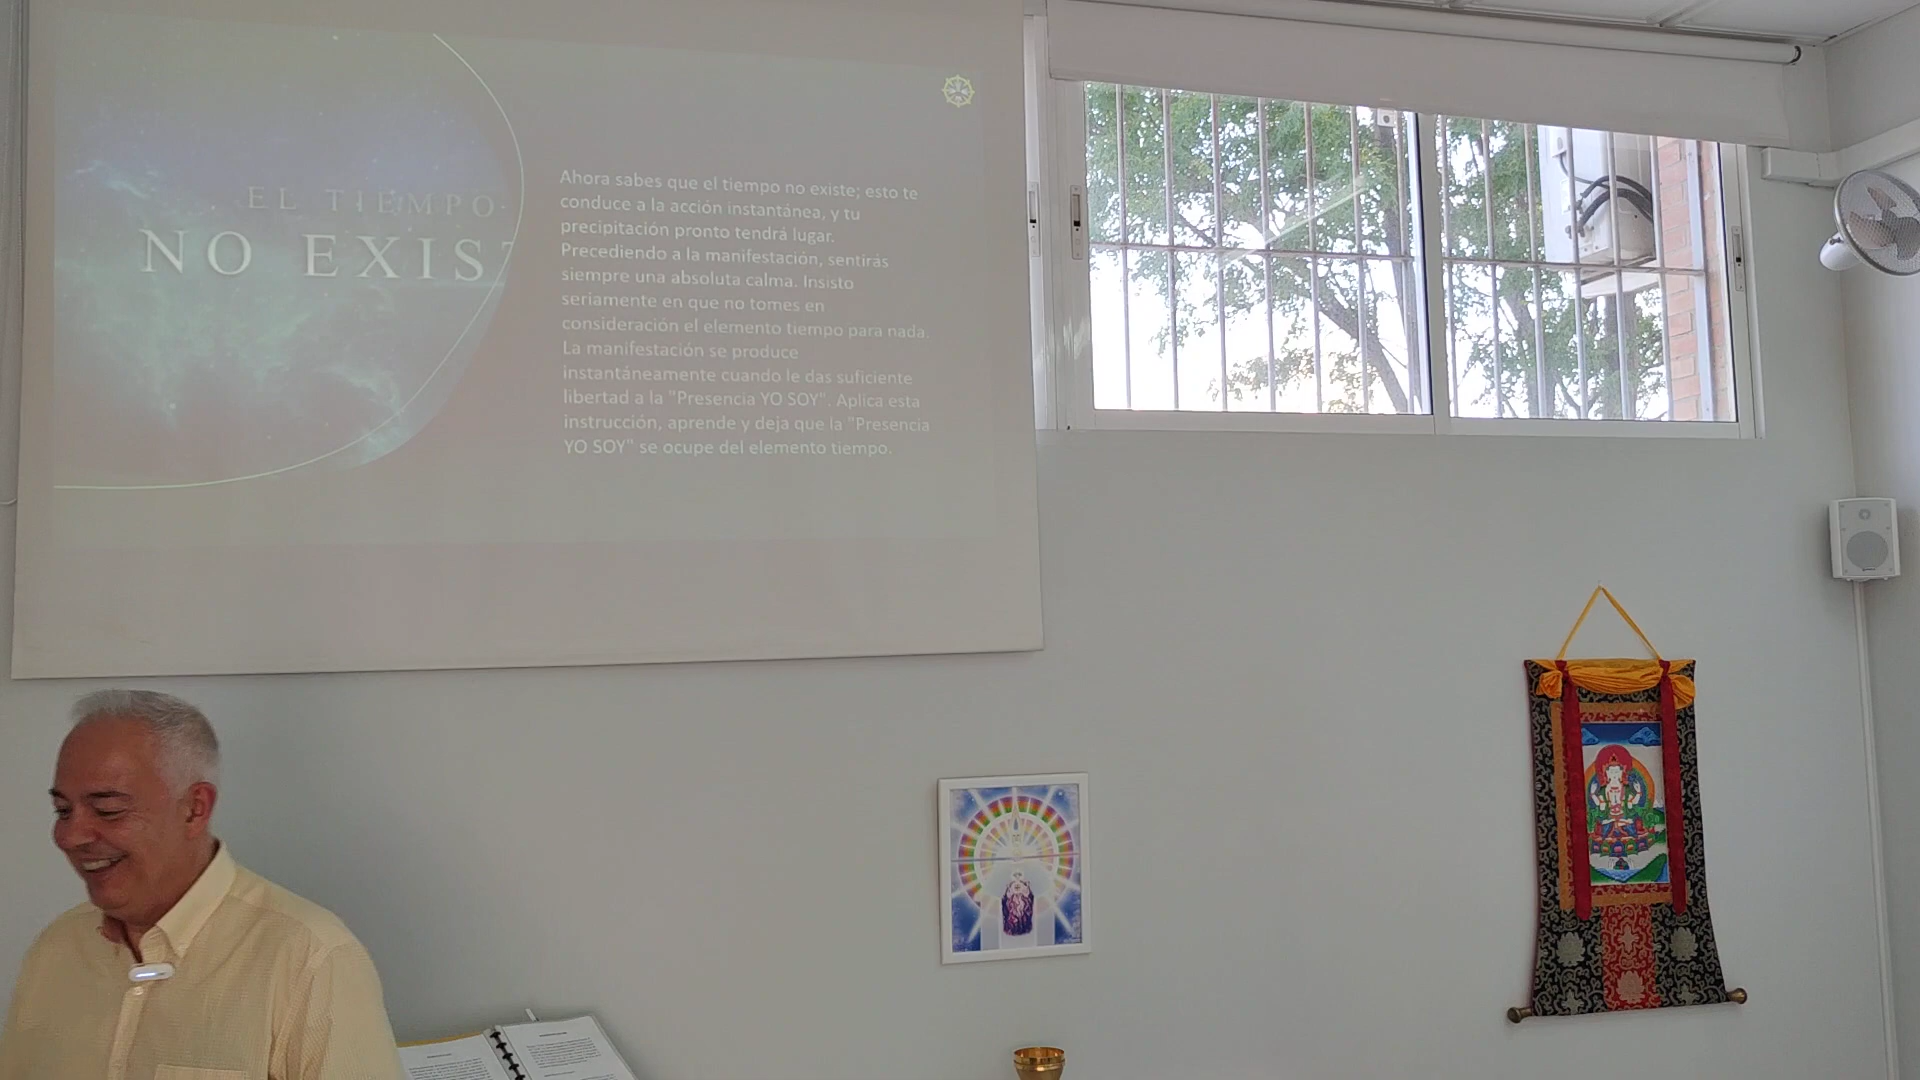 EL TIEMPO
NO EXIST
Ahora sabes que el tiempo no existe; esto te
conduce a la acción instantánea, y tu
precipitación pronto tendrá lugar.
Precediendo a la manifestación, sentirás
siempre una absoluta calma. Insisto
seriamente en que no tomes en
consideración el elemento tiempo para nada.
La manifestación se produce
instantáneamente cuando le das suficiente
libertad a la "Presencia YO SOY". Aplica esta
instrucción, aprende y deja que la "Presencia
YO SOY" se ocupe del elemento tiempo.